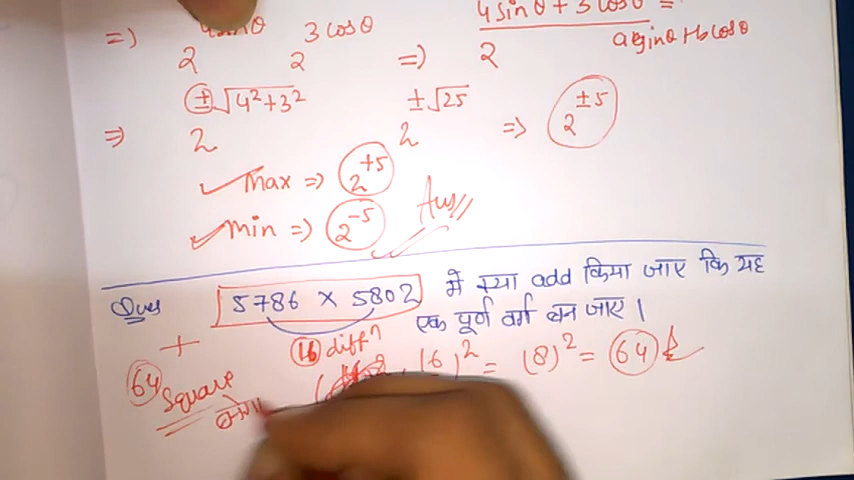 =) 2^4sinθ 2^3cosθ =) 2^4sinθ+3cosθ =
asinθ+bcosθ
=> 2^±√4²+3² 2^±√25 => 2^±5
max => 2^+5
min => 2^-5 Ans
Ques 5786 x 5802 में क्या add किया जाए कि यह
एक पूर्ण वर्ग बन जाए।
+ 16 diffn
64 Square )² = (8)² = 64